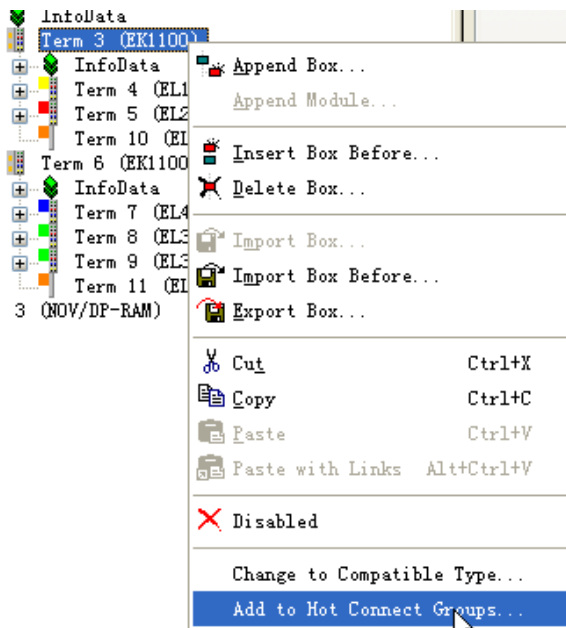 InfoData
Term 3 (EK1100)
InfoData
Term 4 (EL1
Term 5 (EL2
Term 10 (EL
Term 6 (EK1100
InfoData
Term 7 (EL4
Term 8 (EL3
Term 9 (EL3
Term 11 (EL
3 (NOV/DP-RAM)
Append Box...
Append Module...
Insert Box Before...
Delete Box...
Import Box...
Import Box Before...
Export Box...
Cut Ctrl+X
Copy Ctrl+C
Paste Ctrl+V
Paste with Links Alt+Ctrl+V
Disabled
Change to Compatible Type...
Add to Hot Connect Groups...